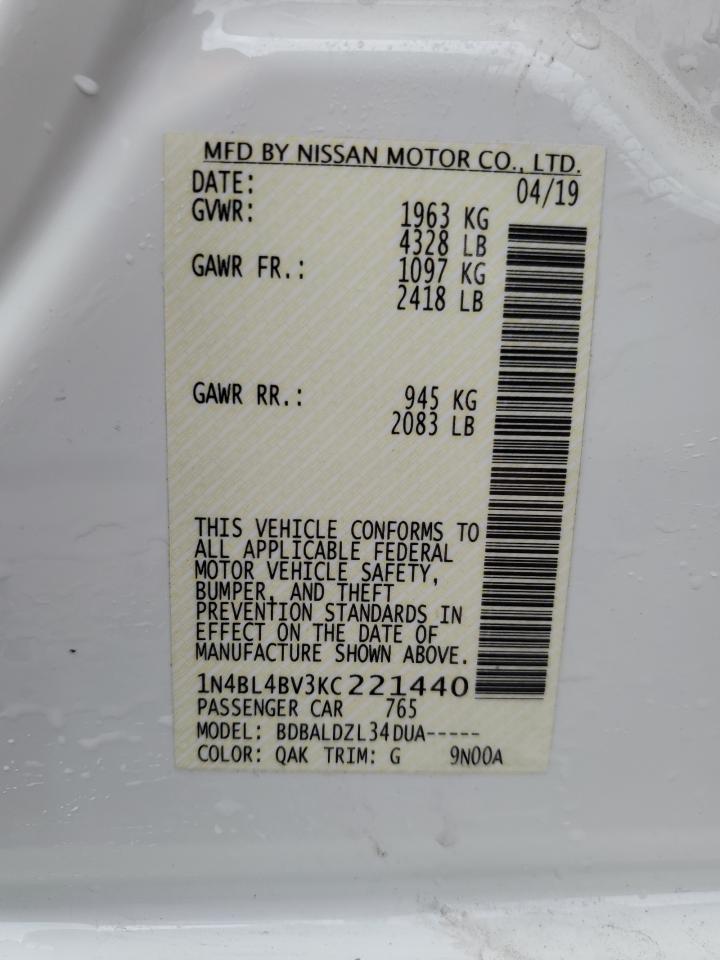 MFD BY NISSAN MOTOR CO., LTD.
DATE: 04/19
GVWR: 1963 KG
4328 LB
GAWR FR.: 1097 KG
2418 LB
GAWR RR.: 945 KG
2083 LB
THIS VEHICLE CONFORMS TO
ALL APPLICABLE FEDERAL
MOTOR VEHICLE SAFETY,
BUMPER, AND THEFT
PREVENTION STANDARDS IN
EFFECT ON THE DATE OF
MANUFACTURE SHOWN ABOVE.
1N4BL4BV3KC221440
PASSENGER CAR 765
MODEL: BDBALDZL34DUA-----
COLOR: QAK TRIM: G 9N00A